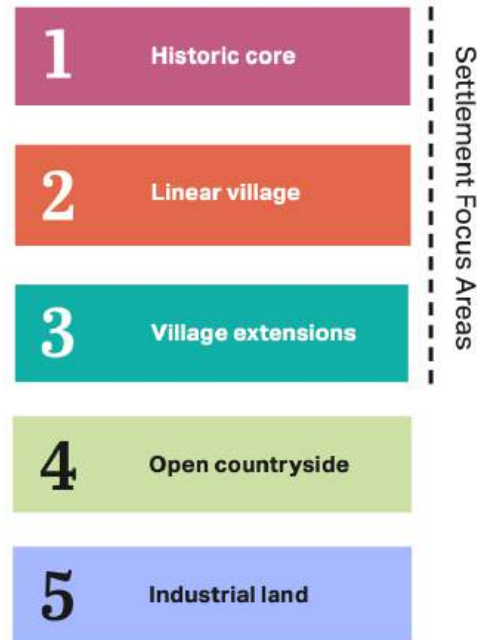 1 Historic core
2 Linear village
3 Village extensions
4 Open countryside
5 Industrial land
Settlement Focus Areas